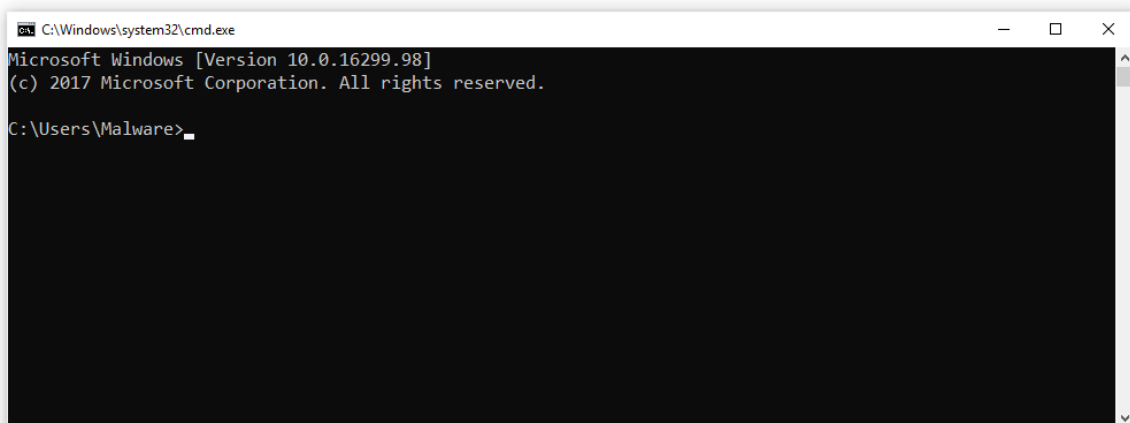 C:\Windows\system32\cmd.exe
Microsoft Windows [Version 10.0.16299.98]
(c) 2017 Microsoft Corporation. All rights reserved.
C:\Users\Malware>